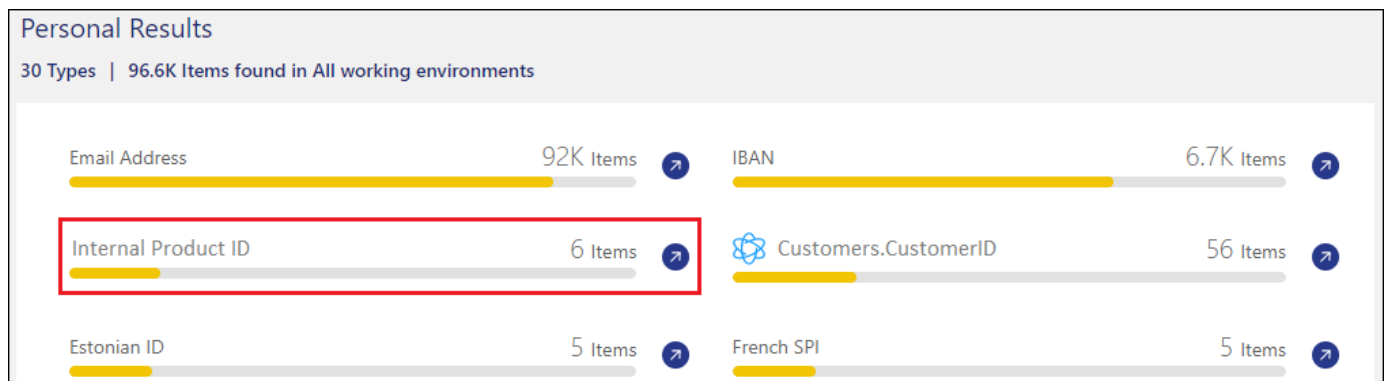 Personal Results
30 Types | 96.6K Items found in All working environments
Email Address 92K Items
IBAN 6.7K Items
Internal Product ID 6 Items
Customers.CustomerID 56 Items
Estonian ID 5 Items
French SPI 5 Items